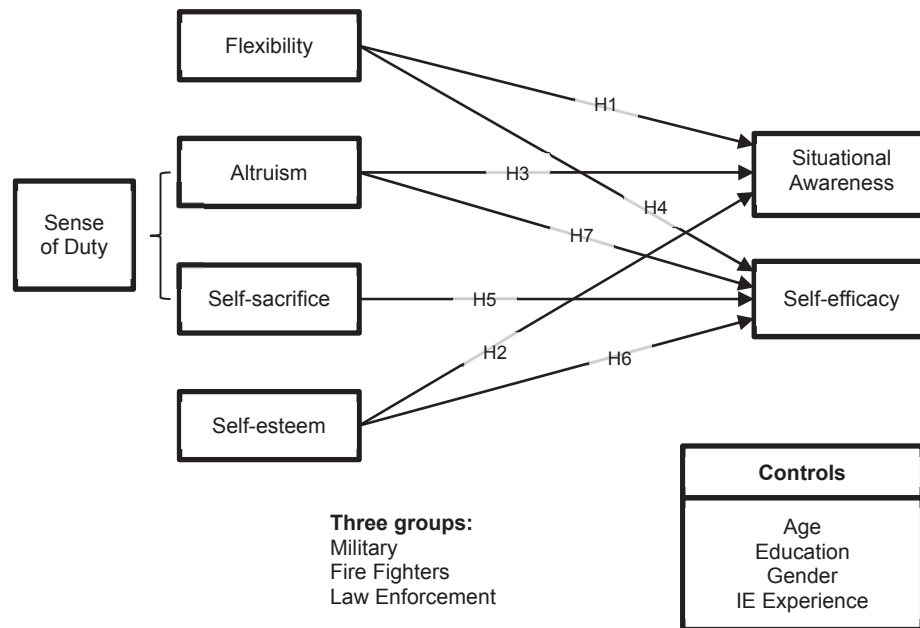 Flexibility
H1
Altruism
H3
Situational
Awareness
Sense
of Duty
H4
H7
Self-sacrifice
H5
Self-efficacy
H2
H6
Self-esteem
Three groups:
Military
Fire Fighters
Law Enforcement
Controls
Age
Education
Gender
IE Experience